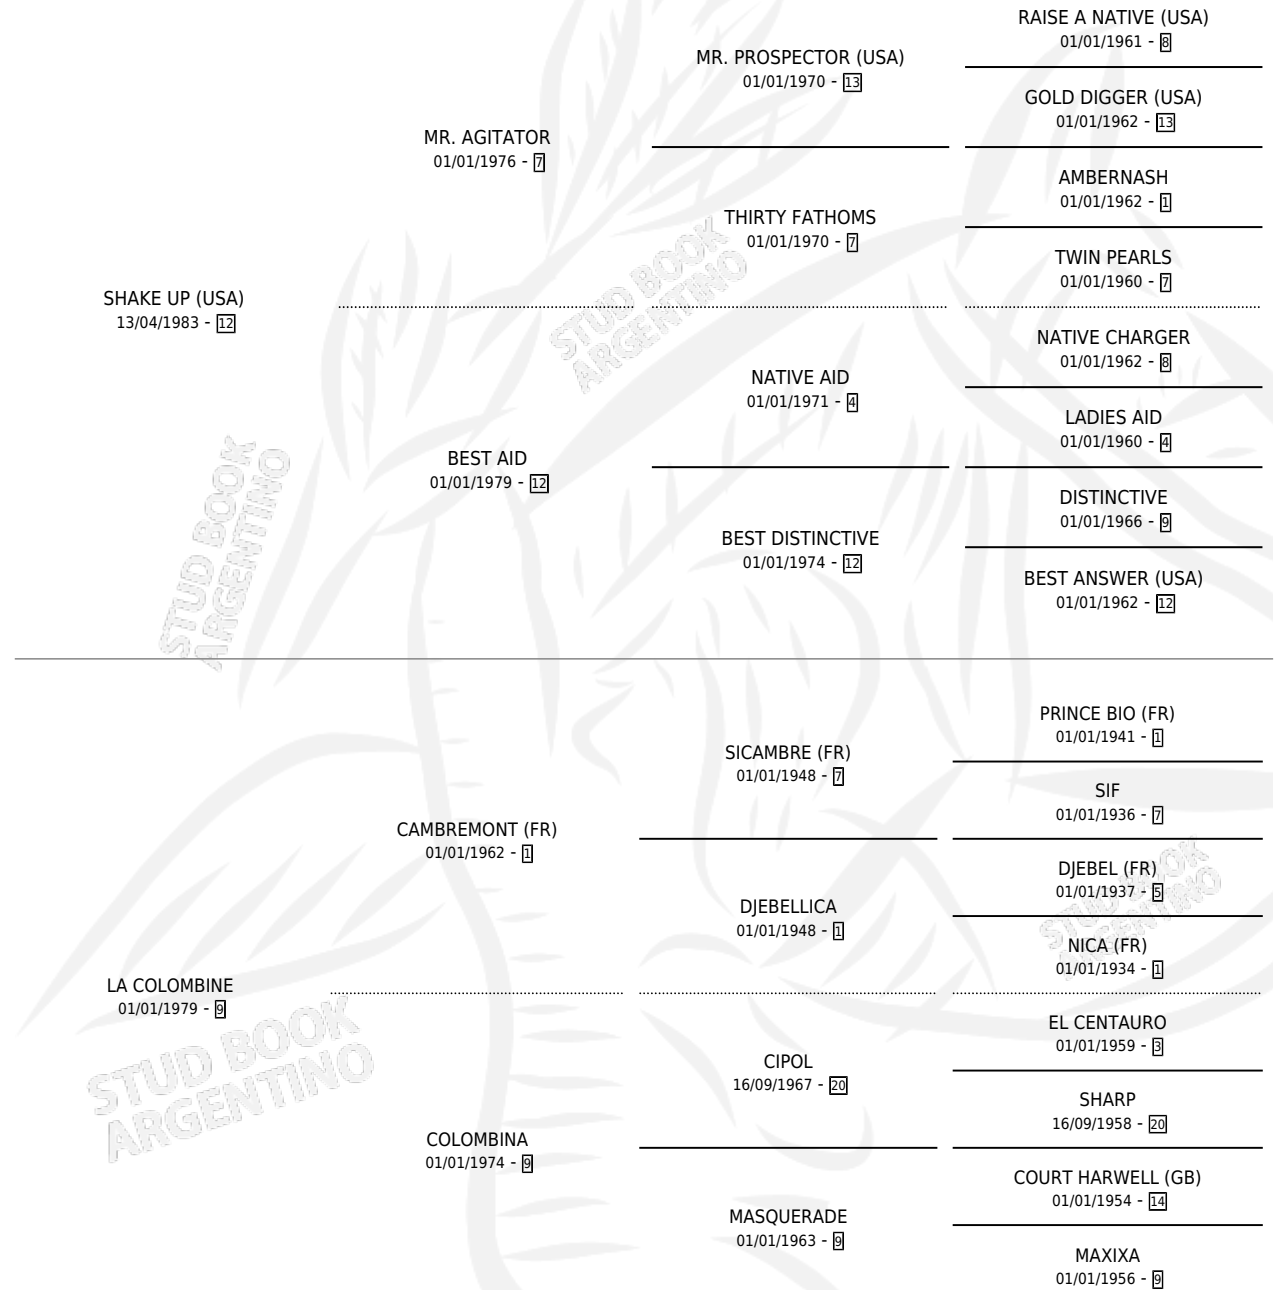 RAISE A NATIVE (USA)
01/01/1961 - 8
MR. PROSPECTOR (USA)
01/01/1970 - 13
GOLD DIGGER (USA)
01/01/1962 - 13
MR. AGITATOR
01/01/1976 - 7
AMBERNASH
01/01/1962 - 1
THIRTY FATHOMS
01/01/1970 - 7
TWIN PEARLS
01/01/1960 - 7
SHAKE UP (USA)
13/04/1983 - 12
NATIVE CHARGER
01/01/1962 - 8
NATIVE AID
01/01/1971 - 4
LADIES AID
01/01/1960 - 4
BEST AID
01/01/1979 - 12
DISTINCTIVE
01/01/1966 - 9
BEST DISTINCTIVE
01/01/1974 - 12
BEST ANSWER (USA)
01/01/1962 - 12
STUD BOOK
ARGENTINO
STUD BOOK
ARGENTINO
PRINCE BIO (FR)
01/01/1941 - 1
SICAMBRE (FR)
01/01/1948 - 7
SIF
01/01/1936 - 7
CAMBREMONT (FR)
01/01/1962 - 1
DJEBEL (FR)
01/01/1937 - 5
DJEBELLICA
01/01/1948 - 1
NICA (FR)
01/01/1934 - 1
LA COLOMBINE
01/01/1979 - 9
EL CENTAURO
01/01/1959 - 3
CIPOL
16/09/1967 - 20
SHARP
16/09/1958 - 20
COLOMBINA
01/01/1974 - 9
COURT HARWELL (GB)
01/01/1954 - 14
MASQUERADE
01/01/1963 - 9
MAXIXA
01/01/1956 - 9
STUD BOOK
ARGENTINO
STUD BOOK
ARGENTINO